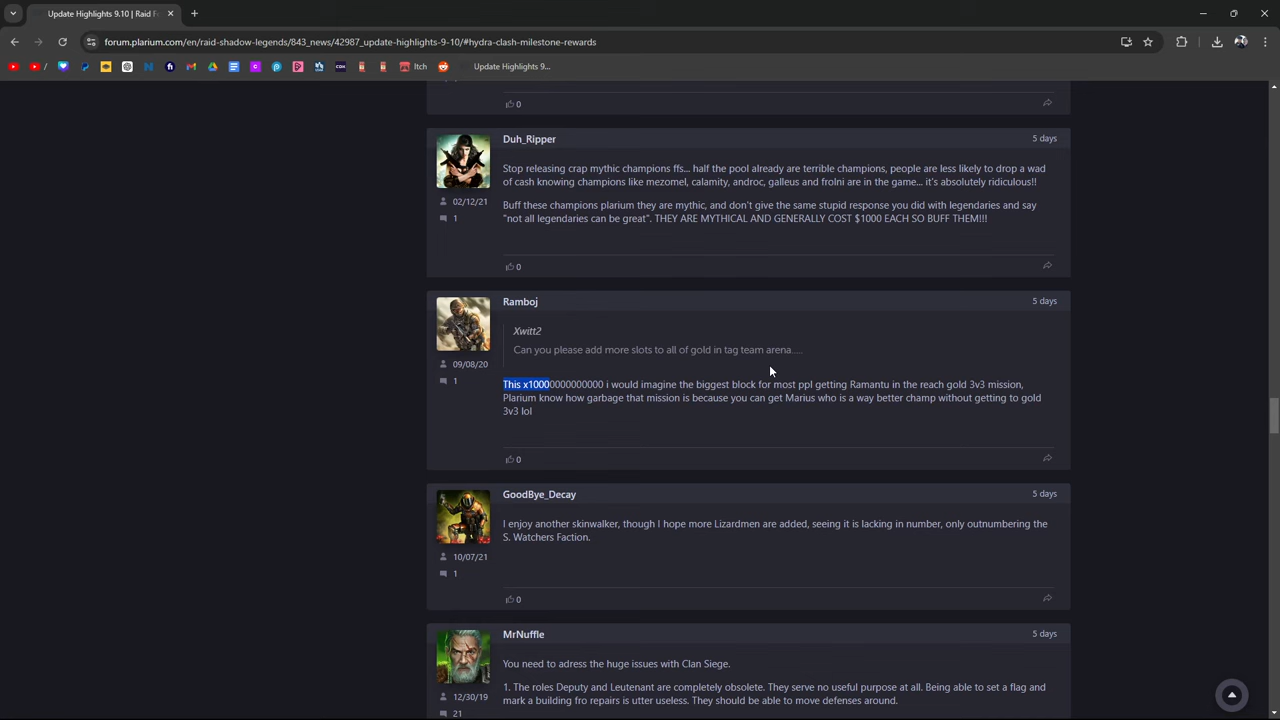 Update Highlights 9.10 | Raid Fo
forum.plarium.com/en/raid-shadow-legends/843_news/42987_update-highlights-9-10/#hydra-clash-milestone-rewards
/
Itch
Update Highlights 9...
0
Duh_Ripper
5 days
Stop releasing crap mythic champions ffs... half the pool already are terrible champions, people are less likely to drop a wad
of cash knowing champions like mezomel, calamity, androc, galleus and frolni are in the game... it's absolutely ridiculous!!
02/12/21
1
Buff these champions plarium they are mythic, and don't give the same stupid response you did with legendaries and say
"not all legendaries can be great". THEY ARE MYTHICAL AND GENERALLY COST $1000 EACH SO BUFF THEM!!!
0
Ramboj
5 days
Xwitt2
Can you please add more slots to all of gold in tag team arena.....
09/08/20
1
This x10000000000000 i would imagine the biggest block for most ppl getting Ramantu in the reach gold 3v3 mission,
Plarium know how garbage that mission is because you can get Marius who is a way better champ without getting to gold
3v3 lol
0
GoodBye_Decay
5 days
I enjoy another skinwalker, though I hope more Lizardmen are added, seeing it is lacking in number, only outnumbering the
S. Watchers Faction.
10/07/21
1
0
MrNuffle
5 days
You need to adress the huge issues with Clan Siege.
1. The roles Deputy and Leutenant are completely obsolete. They serve no useful purpose at all. Being able to set a flag and
mark a building fro repairs is utter useless. They should be able to move defenses around.
12/30/19
21